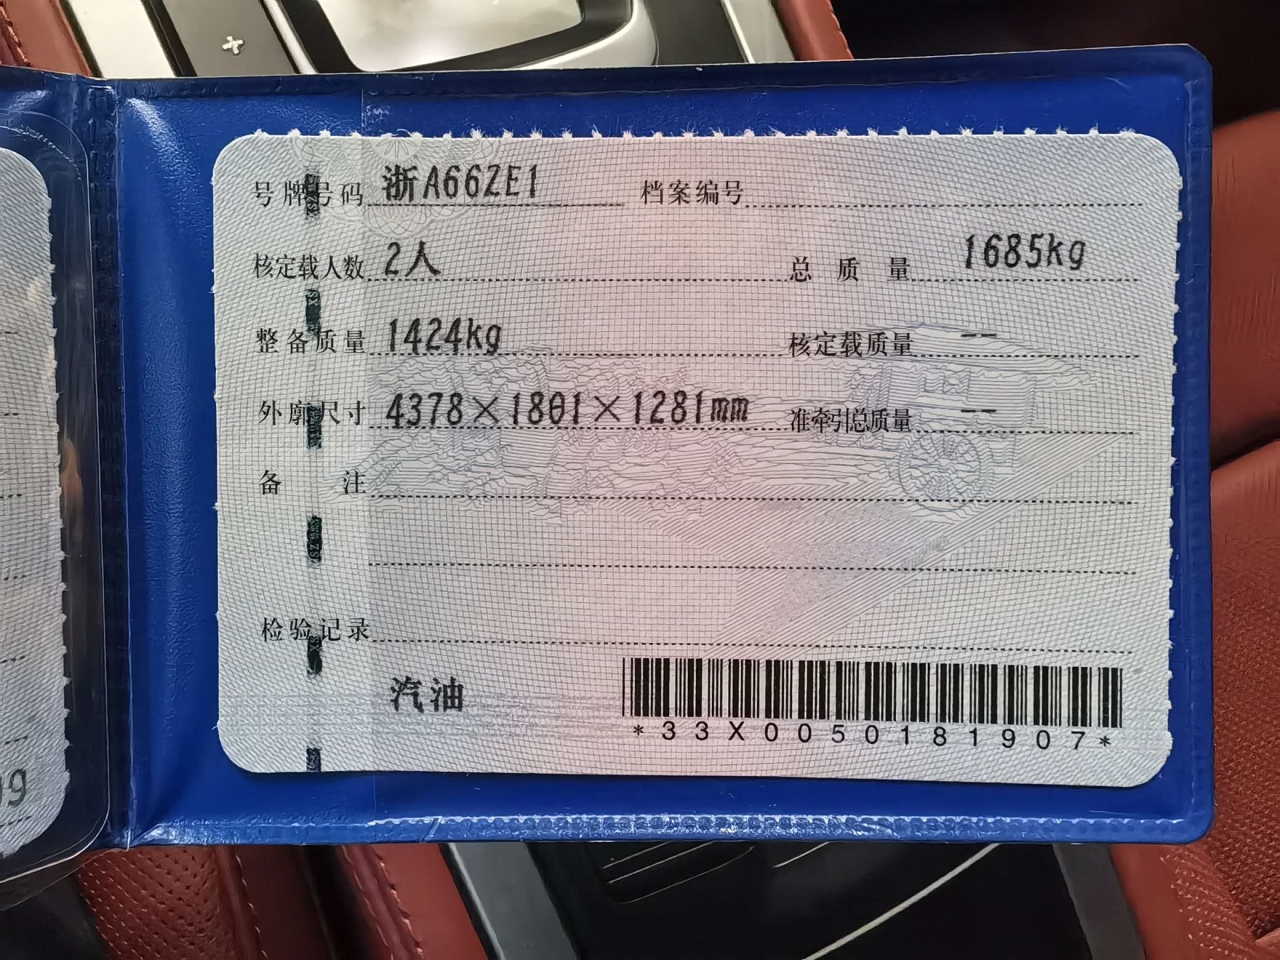 号牌号码 浙A66ZE1 档案编号
核定载人数 2人 总质量 1685kg
整备质量 1424kg 核定载质量 --
外廓尺寸 4378×1801×1281mm 准牵引总质量 --
备注
检验记录
汽油
*33X0050181907*